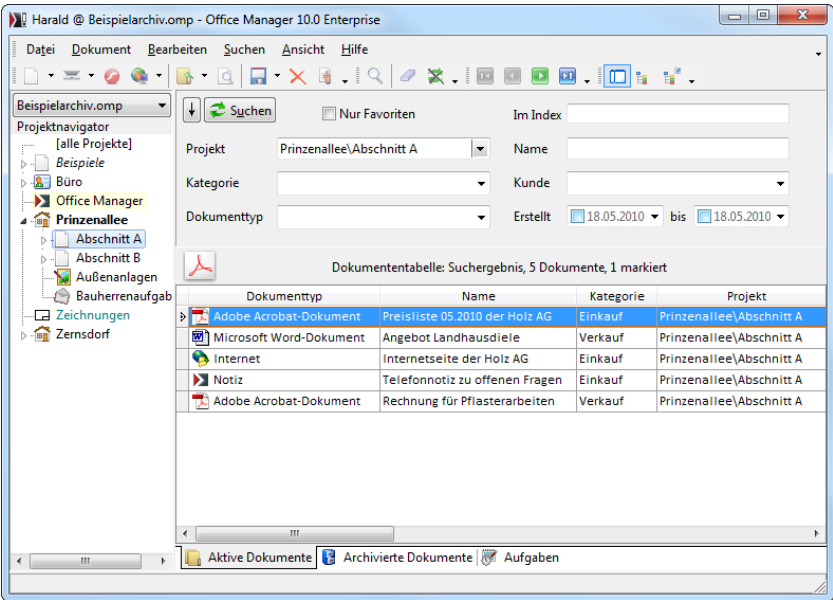 Harald @ Beispielarchiv.omp - Office Manager 10.0 Enterprise
Datei Dokument Bearbeiten Suchen Ansicht Hilfe
Beispielarchiv.omp
Projektnavigator
[alle Projekte]
Beispiele
Büro
Office Manager
Prinzenallee
Abschnitt A
Abschnitt B
Außenanlagen
Bauherrenaufgab
Zeichnungen
Zernsdorf
Suchen Nur Favoriten Im Index
Projekt Prinzenallee\Abschnitt A Name
Kategorie Kunde
Dokumenttyp Erstellt 18.05.2010 bis 18.05.2010
Dokumententabelle: Suchergebnis, 5 Dokumente, 1 markiert
Dokumenttyp Name Kategorie Projekt
Adobe Acrobat-Dokument Preisliste 05.2010 der Holz AG Einkauf Prinzenallee\Abschnitt A
Microsoft Word-Dokument Angebot Landhausdiele Verkauf Prinzenallee\Abschnitt A
Internet Internetseite der Holz AG Einkauf Prinzenallee\Abschnitt A
Notiz Telefonnotiz zu offenen Fragen Einkauf Prinzenallee\Abschnitt A
Adobe Acrobat-Dokument Rechnung für Pflasterarbeiten Verkauf Prinzenallee\Abschnitt A
Aktive Dokumente Archivierte Dokumente Aufgaben